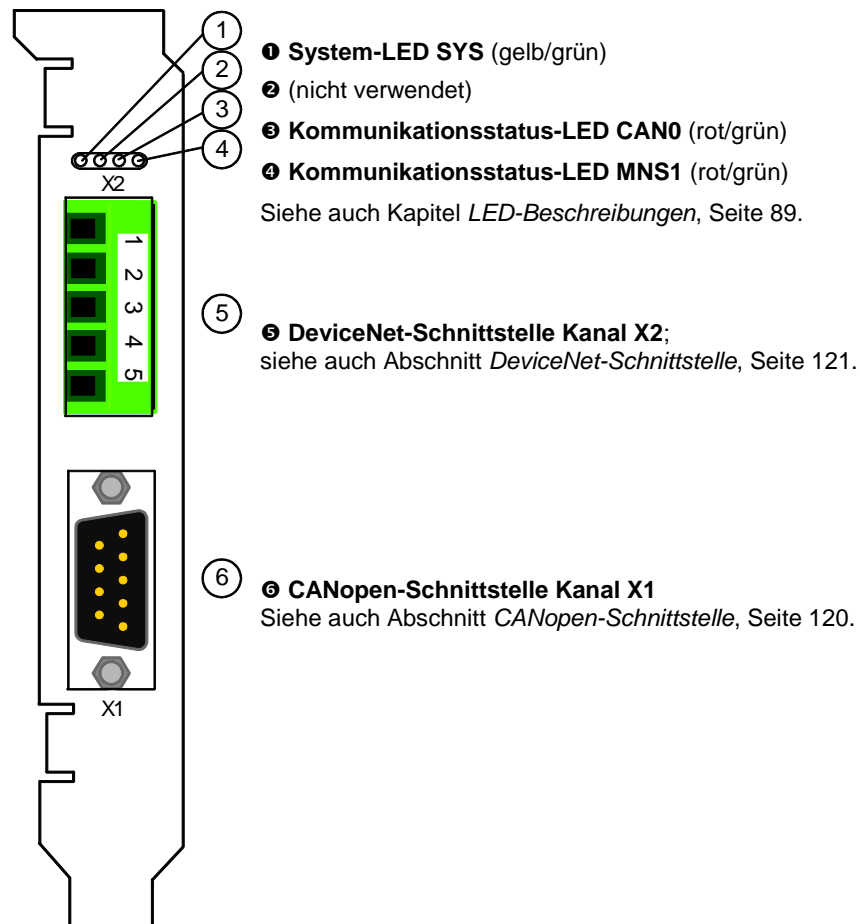 1
2
3
4
❶ System-LED SYS (gelb/grün)
❷ (nicht verwendet)
❸ Kommunikationsstatus-LED CAN0 (rot/grün)
❹ Kommunikationsstatus-LED MNS1 (rot/grün)
Siehe auch Kapitel LED-Beschreibungen, Seite 89.
X2
1
2
3
4
5
5
❺ DeviceNet-Schnittstelle Kanal X2;
siehe auch Abschnitt DeviceNet-Schnittstelle, Seite 121.
6
❻ CANopen-Schnittstelle Kanal X1
Siehe auch Abschnitt CANopen-Schnittstelle, Seite 120.
X1